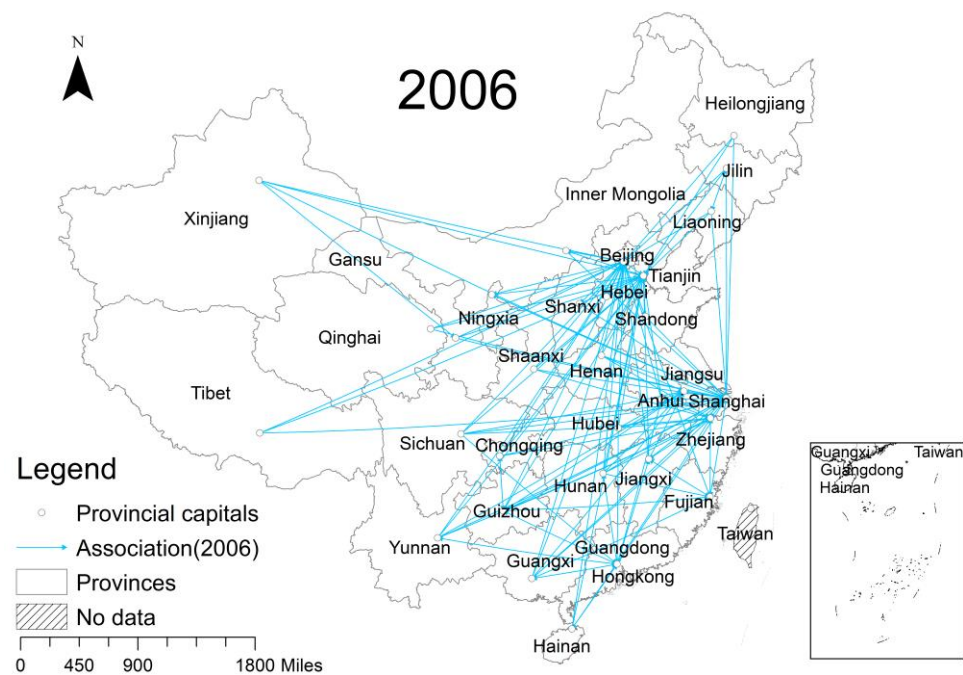 N
2006
Heilongjiang
Jilin
Inner Mongolia
Liaoning
Xinjiang
Beijing
Gansu
Tianjin
Hebei
Shanxi
Ningxia
Shandong
Qinghai
Shaanxi
Henan
Jiangsu
Tibet
Anhui
Shanghai
Hubei
Sichuan
Chongqing
Zhejiang
Hunan
Jiangxi
Fujian
Guizhou
Taiwan
Yunnan
Guangdong
Guangxi
Hongkong
Hainan
Legend
Provincial capitals
Association(2006)
Provinces
No data
0 450 900 1800 Miles
Guangxi Taiwan
Guangdong
Hainan